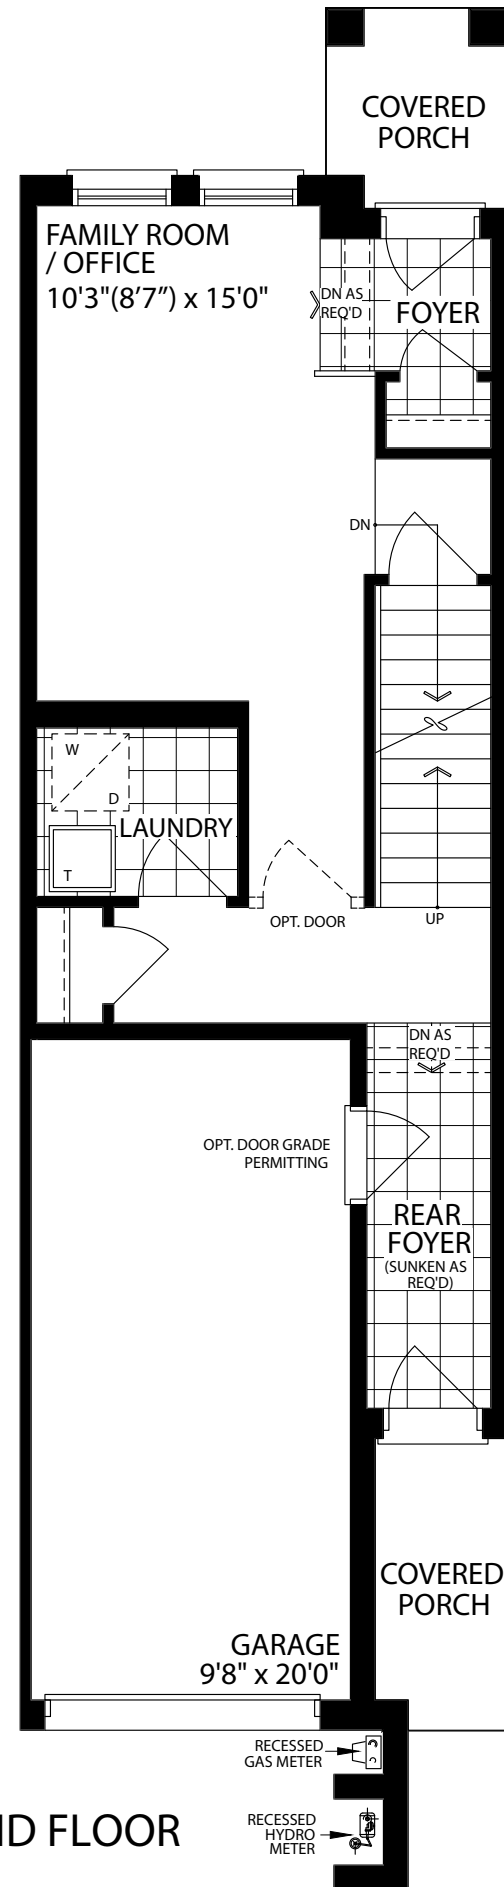 COVERED
PORCH
FAMILY ROOM
/ OFFICE
10'3"(8'7") x 15'0"
DN AS
REQ'D
FOYER
DN
W
D
LAUNDRY
T
OPT. DOOR
UP
DN AS
REQ'D
OPT. DOOR GRADE
PERMITTING
REAR
FOYER
(SUNKEN AS
REQ'D)
COVERED
PORCH
GARAGE
9'8" x 20'0"
RECESSED
GAS METER
RECESSED
HYDRO
METER
FLOOR